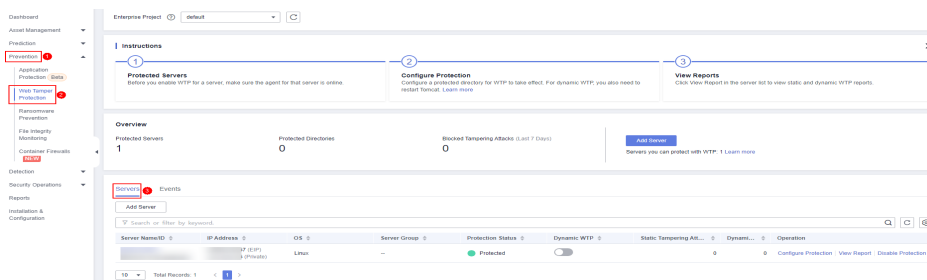 Dashboard
Asset Management
Prediction
Prevention 1
Application
Protection Beta
Web Tamper
Protection 2
Ransomware
Prevention
File Integrity
Monitoring
Container Firewalls
NEW
Detection
Security Operations
Reports
Installation &
Configuration
Enterprise Project ? default C
Instructions
1
Protected Servers
Before you enable WTP for a server, make sure the agent for that server is online.
2
Configure Protection
Configure a protected directory for WTP to take effect. For dynamic WTP, you also need to
restart Tomcat. Learn more
3
View Reports
Click View Report in the server list to view static and dynamic WTP reports.
Overview
Protected Servers
1
Protected Directories
0
Blocked Tampering Attacks (Last 7 Days)
0
Add Server
Servers you can protect with WTP: 1 Learn more
Servers 3 Events
Add Server
Search or filter by keyword.
Server Name/ID IP Address OS Server Group Protection Status Dynamic WTP Static Tampering Att... Dynami... Operation
(EIP)
(Private)
Linux -- Protected 0 0 Configure Protection View Report Disable Protection
10 Total Records: 1 < 1 >